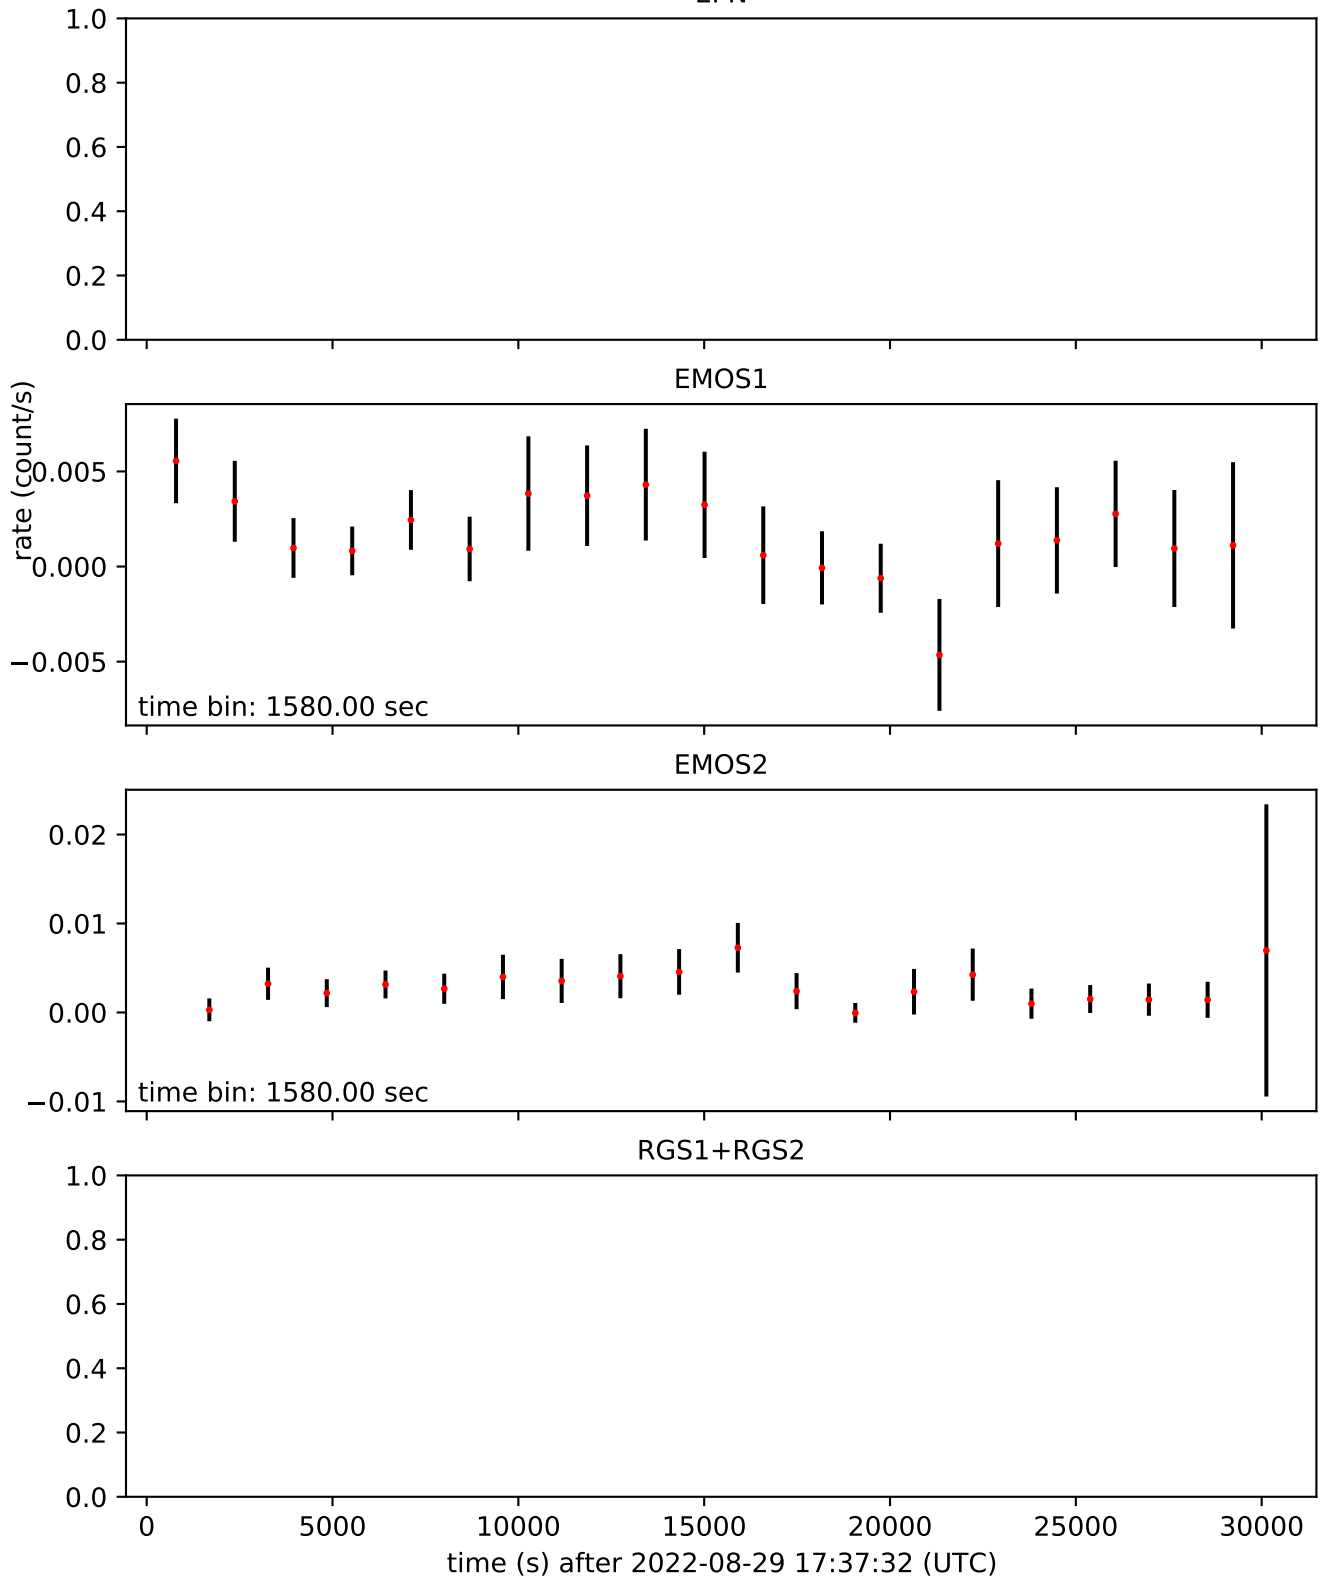 1.0
0.8
0.6
0.4
0.2
0.0
EMOS1
rate (count/s)
0.005
0.000
−0.005
time bin: 1580.00 sec
EMOS2
0.02
0.01
0.00
−0.01
time bin: 1580.00 sec
RGS1+RGS2
1.0
0.8
0.6
0.4
0.2
0.0
0 5000 10000 15000 20000 25000 30000
time (s) after 2022-08-29 17:37:32 (UTC)